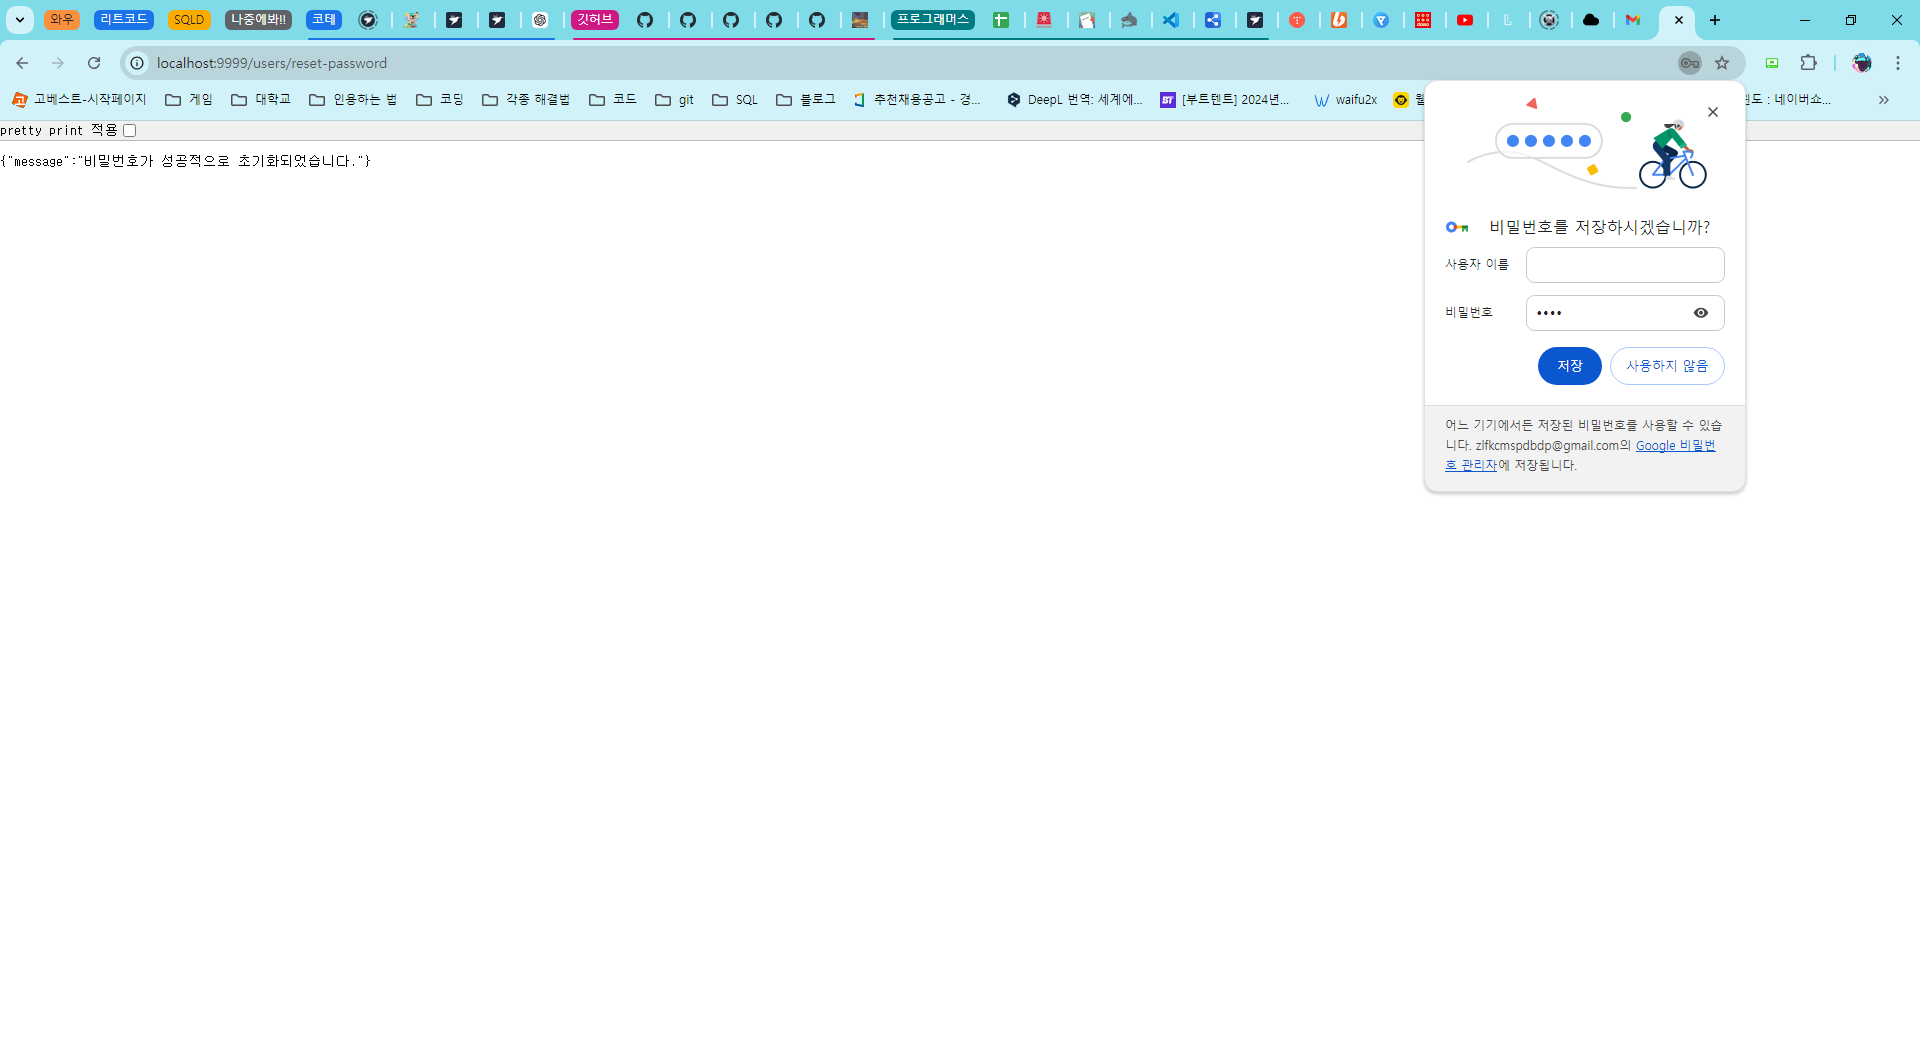 와우 리트코드 SQLD 나중에봐!! 코테 깃허브 프로그래머스
localhost:9999/users/reset-password
고베스트-시작페이지 게임 대학교 인용하는 법 코딩 각종 해결법 코드 git SQL 블로그 추천채용공고 - 경... DeepL 번역: 세계에... [부트텐트] 2024년... waifu2x : 네이버쇼...
pretty print 적용
{"message":"비밀번호가 성공적으로 초기화되었습니다."}
비밀번호를 저장하시겠습니까?
사용자 이름
비밀번호 ••••
저장 사용하지 않음
어느 기기에서든 저장된 비밀번호를 사용할 수 있습
니다. zlfkcmspdbdp@gmail.com의 Google 비밀번
호 관리자에 저장됩니다.